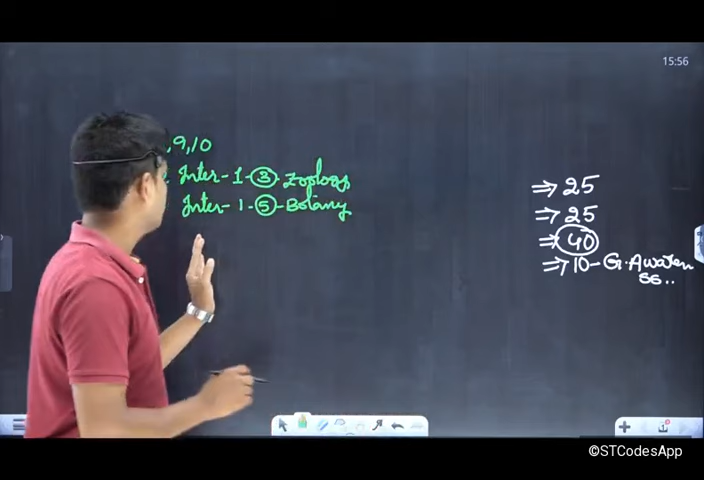 15:56
,9,10
Inter-1-③-Zoology
Inter-1-⑤-Botany
⇒ 25
⇒ 25
⇒ 40
⇒ 10-G.Awaren
SS..
©STCodesApp